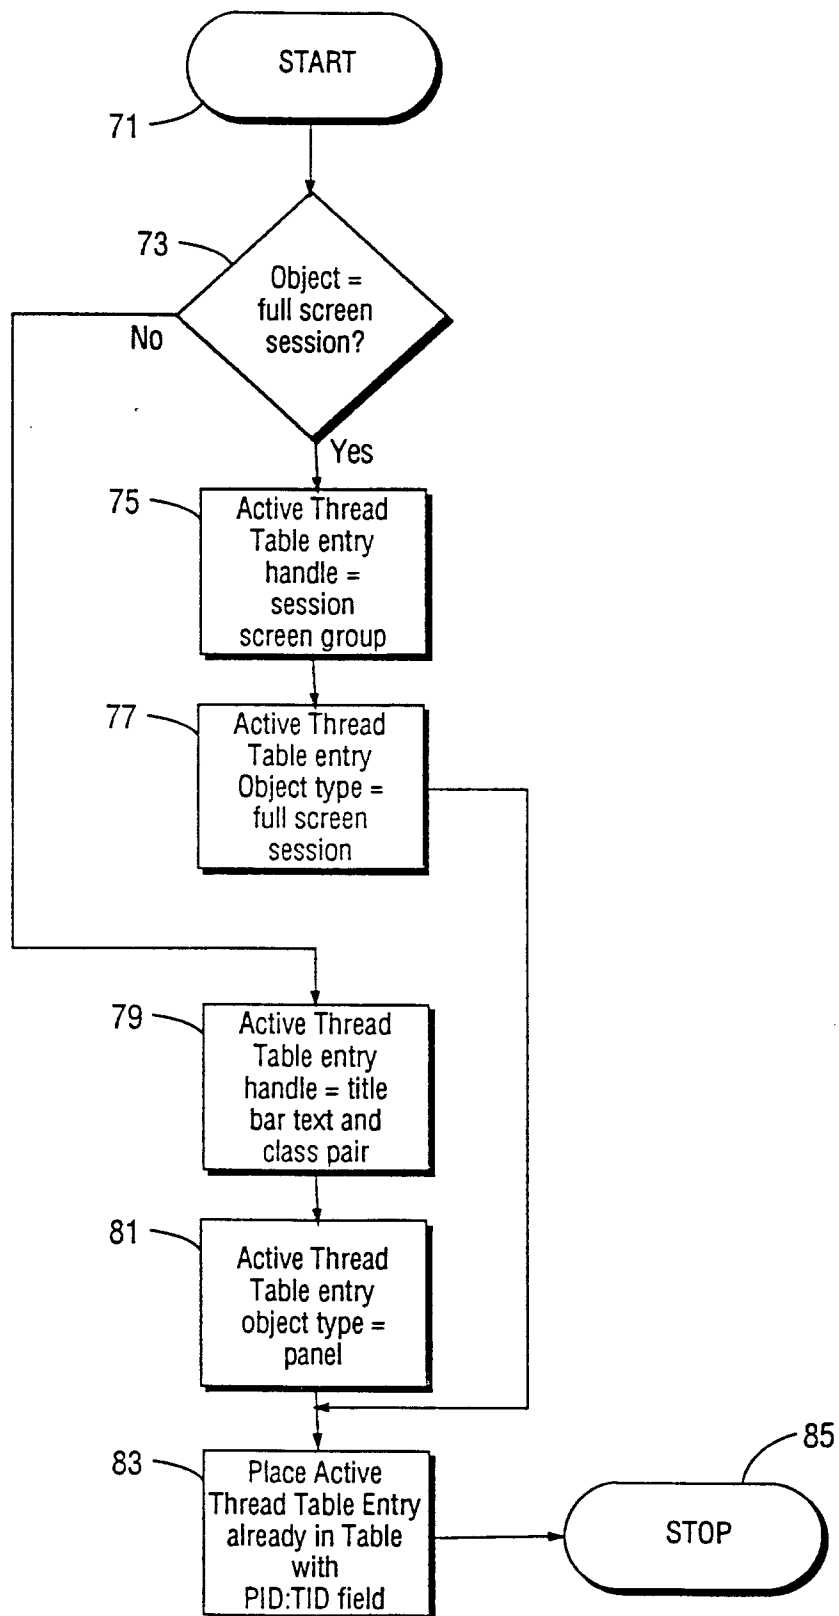 START
71
73
Object =
full screen
session?
No
Yes
75
Active Thread
Table entry
handle =
session
screen group
77
Active Thread
Table entry
Object type =
full screen
session
79
Active Thread
Table entry
handle = title
bar text and
class pair
81
Active Thread
Table entry
object type =
panel
83
Place Active
Thread Table Entry
already in Table
with
PID:TID field
85
STOP